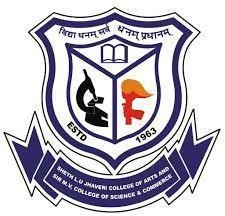 विद्या धनम् सर्व धनम् प्रधानम्
ESTD 1963
SHETH L.U JHAVERI COLLEGE OF ARTS AND
SIR M.V. COLLEGE OF SCIENCE & COMMERCE